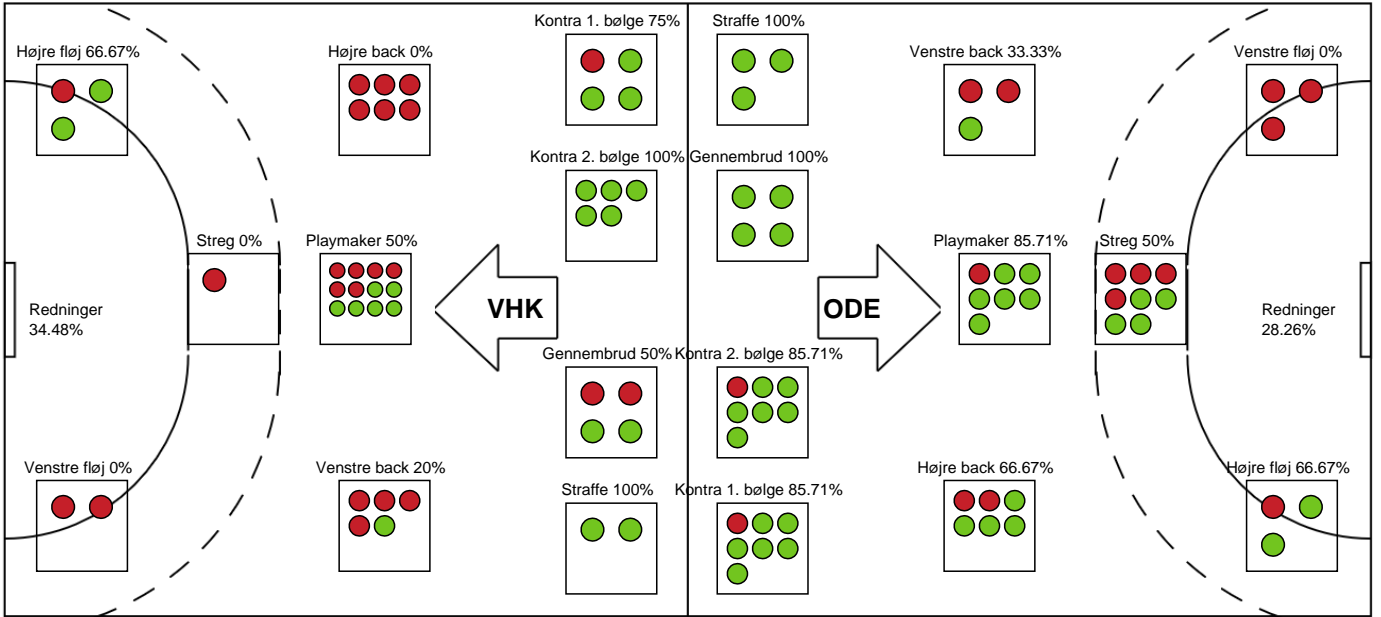 Kontra 1. bølge 75%
Straffe 100%
Højre fløj 66.67%
Højre back 0%
Venstre back 33.33%
Venstre fløj 0%
Kontra 2. bølge 100%
Gennembrud 100%
Streg 0%
Playmaker 50%
Playmaker 85.71%
Streg 50%
Redninger
34.48%
VHK
ODE
Redninger
28.26%
Gennembrud 50%
Kontra 2. bølge 85.71%
Venstre fløj 0%
Venstre back 20%
Højre back 66.67%
Højre fløj 66.67%
Straffe 100%
Kontra 1. bølge 85.71%